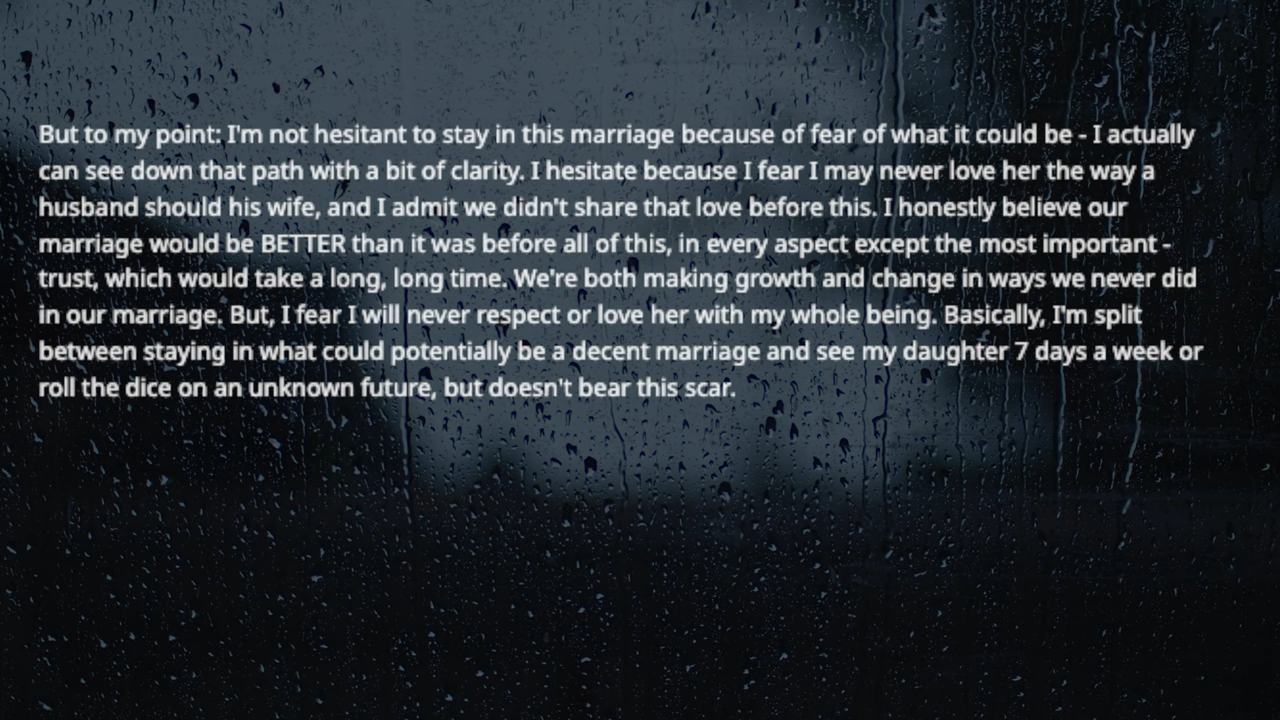 But to my point: I'm not hesitant to stay in this marriage because of fear of what it could be - I actually
can see down that path with a bit of clarity. I hesitate because I fear I may never love her the way a
husband should his wife, and I admit we didn't share that love before this. I honestly believe our
marriage would be BETTER than it was before all of this, in every aspect except the most important -
trust, which would take a long, long time. We're both making growth and change in ways we never did
in our marriage. But, I fear I will never respect or love her with my whole being. Basically, I'm split
between staying in what could potentially be a decent marriage and see my daughter 7 days a week or
roll the dice on an unknown future, but doesn't bear this scar.